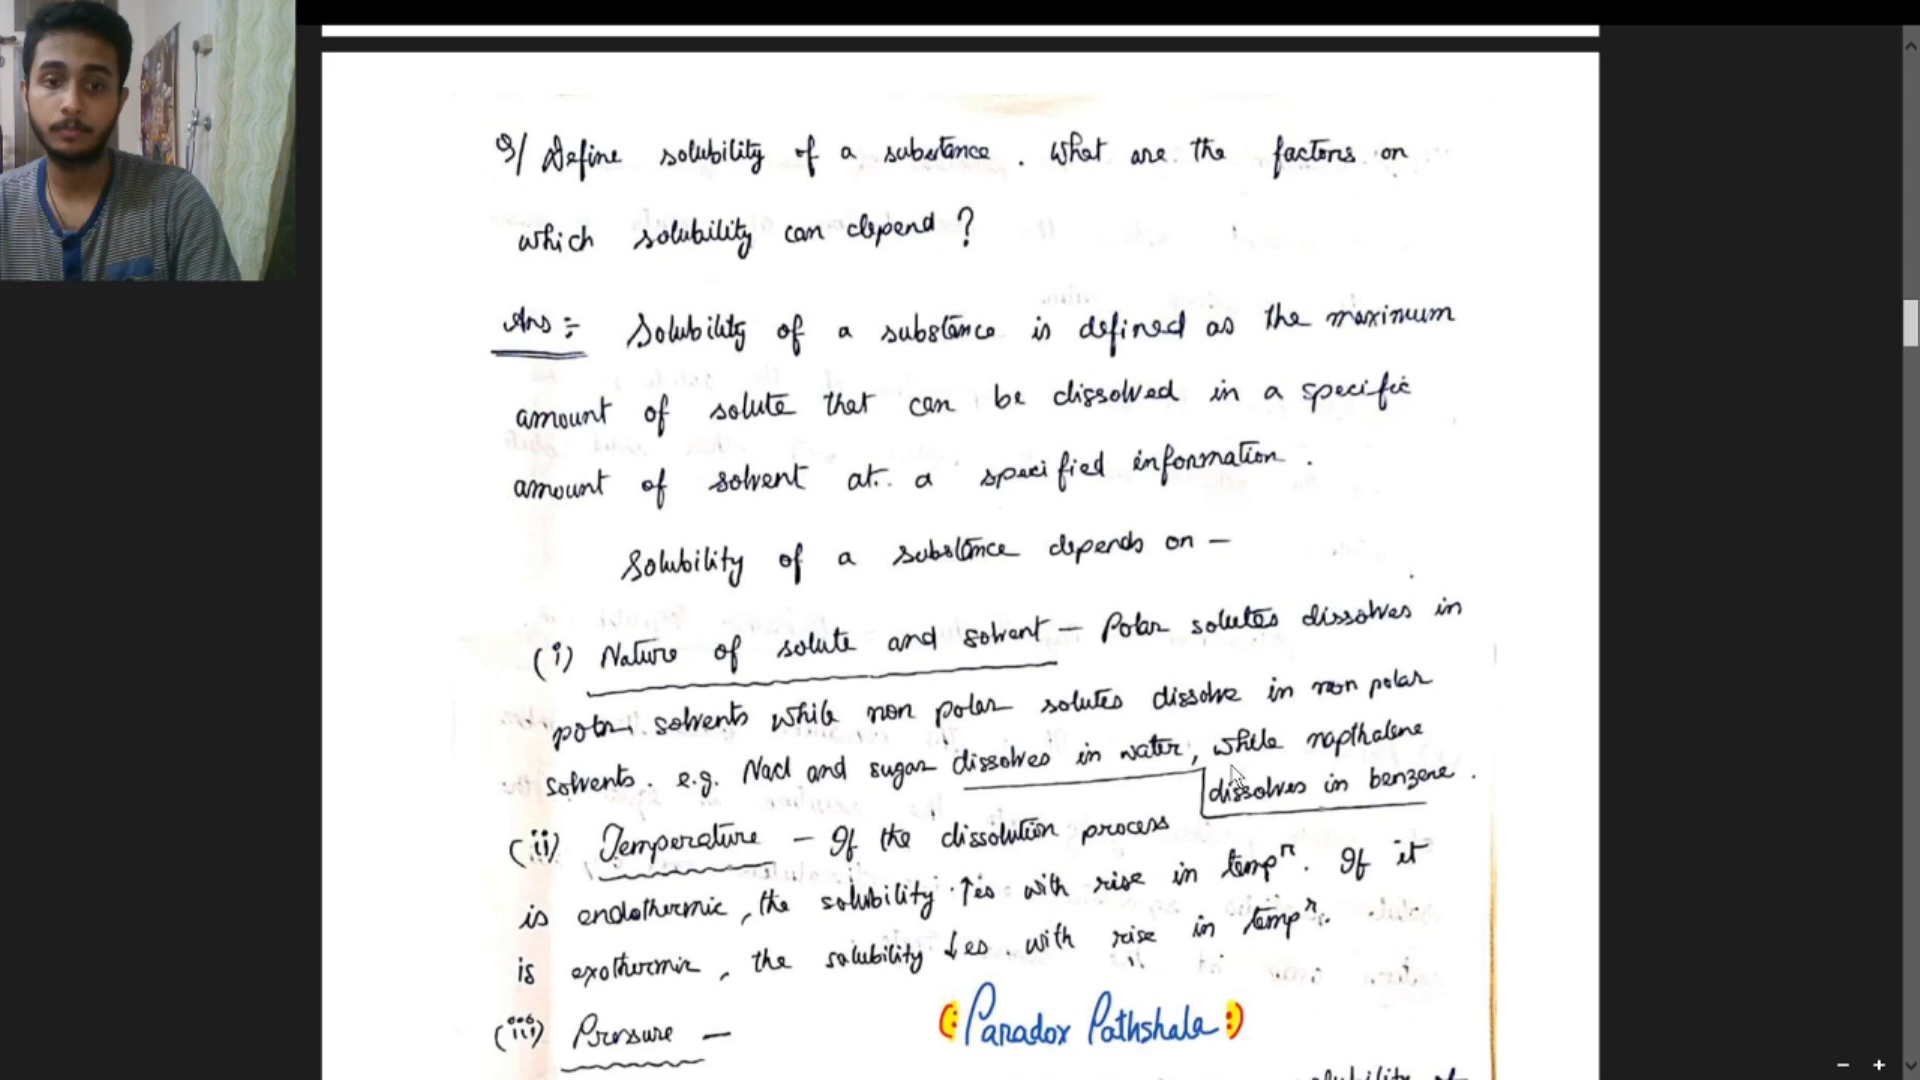 Q/ Define solubility of a substance. What are the factors on
which solubility can depend?
Ans := Solubility of a substance is defined as the maximum
amount of solute that can be dissolved in a specific
amount of solvent at. a specified information.
Solubility of a substance depends on —
(i) Nature of solute and solvent — Polar solutes dissolves in
polar solvents while non polar solutes dissolve in non polar
solvents. e.g. Nacl and sugar dissolves in water, while napthalene
dissolves in benzene.
(ii) Temperature — If the dissolution process
is endothermic, the solubility ↑es with rise in tempr. If it
is exothermic, the solubility ↓es with rise in tempr.
(iii) Pressure —
(: Paradox Pathshala :)